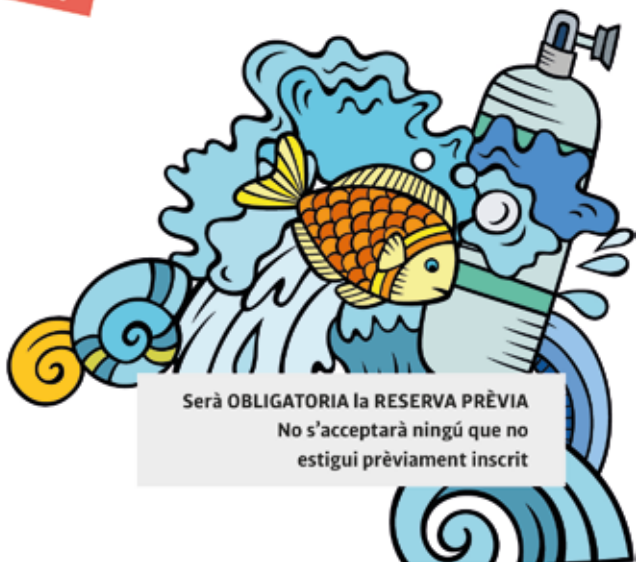 Serà OBLIGATORIA la RESERVA PRÈVIA
No s'acceptarà ningú que no
estigui prèviament inscrit